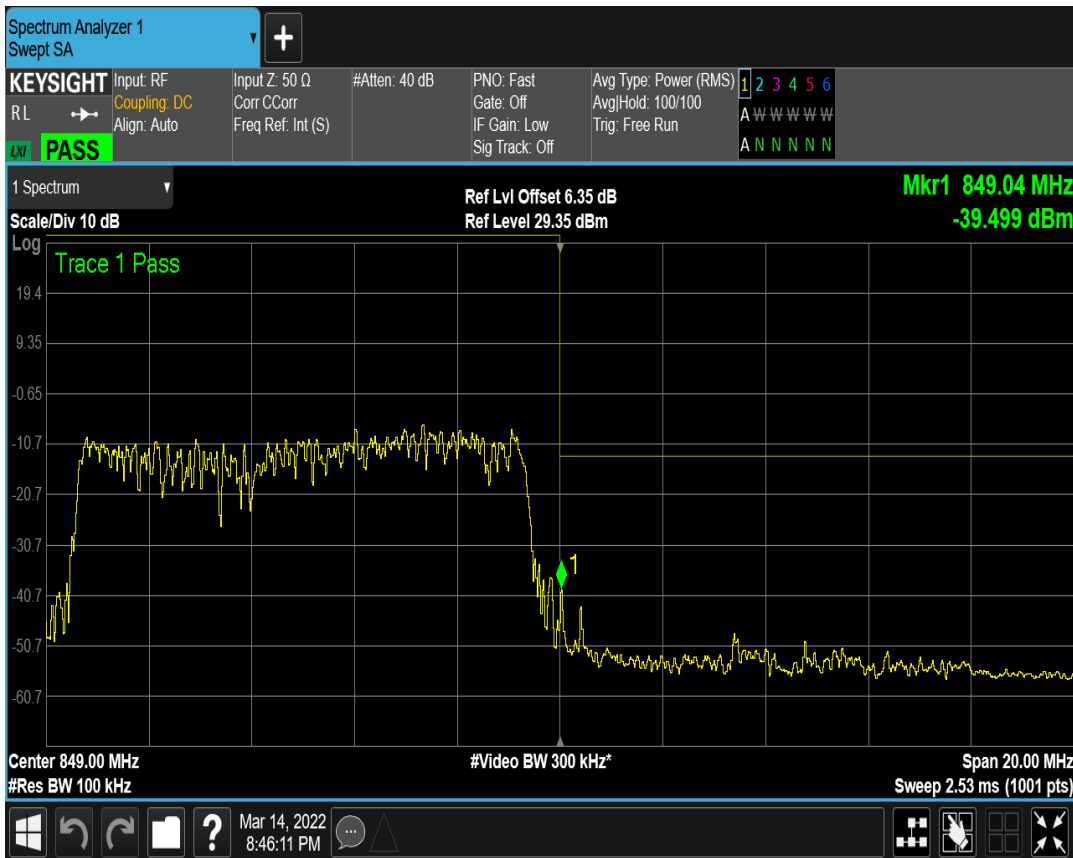 Spectrum Analyzer 1
Swept SA
+
KEYSIGHT
RL
LXI PASS
Input: RF
Coupling: DC
Align: Auto
Input Z: 50 Ω
Corr CCorr
Freq Ref: Int (S)
#Atten: 40 dB
PNO: Fast
Gate: Off
IF Gain: Low
Sig Track: Off
Avg Type: Power (RMS)
Avg|Hold: 100/100
Trig: Free Run
1 2 3 4 5 6
A W W W W W
A N N N N N
1 Spectrum
Scale/Div 10 dB
Ref Lvl Offset 6.35 dB
Ref Level 29.35 dBm
Mkr1 849.04 MHz
-39.499 dBm
Log
Trace 1 Pass
19.4
9.35
-0.65
-10.7
-20.7
-30.7
1
-40.7
-50.7
-60.7
Center 849.00 MHz
#Video BW 300 kHz*
Span 20.00 MHz
#Res BW 100 kHz
Sweep 2.53 ms (1001 pts)
?
Mar 14, 2022
8:46:11 PM